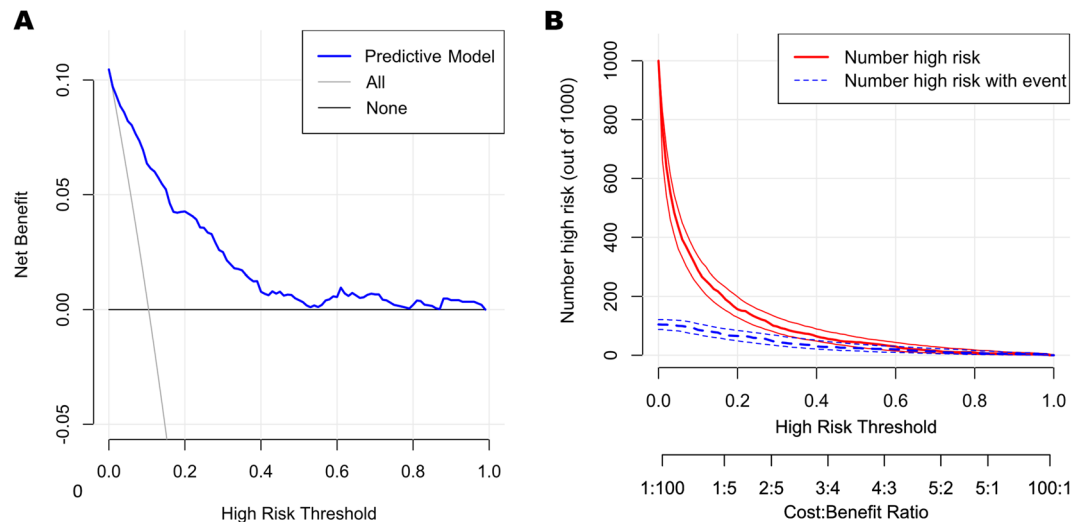 A
Predictive Model
All
None
0.10
0.05
0.00
-0.05
Net Benefit
0.0 0.2 0.4 0.6 0.8 1.0
0
High Risk Threshold
B
Number high risk
Number high risk with event
1000
800
600
400
200
0
Number high risk (out of 1000)
0.0 0.2 0.4 0.6 0.8 1.0
High Risk Threshold
1:100 1:5 2:5 3:4 4:3 5:2 5:1 100:1
Cost:Benefit Ratio